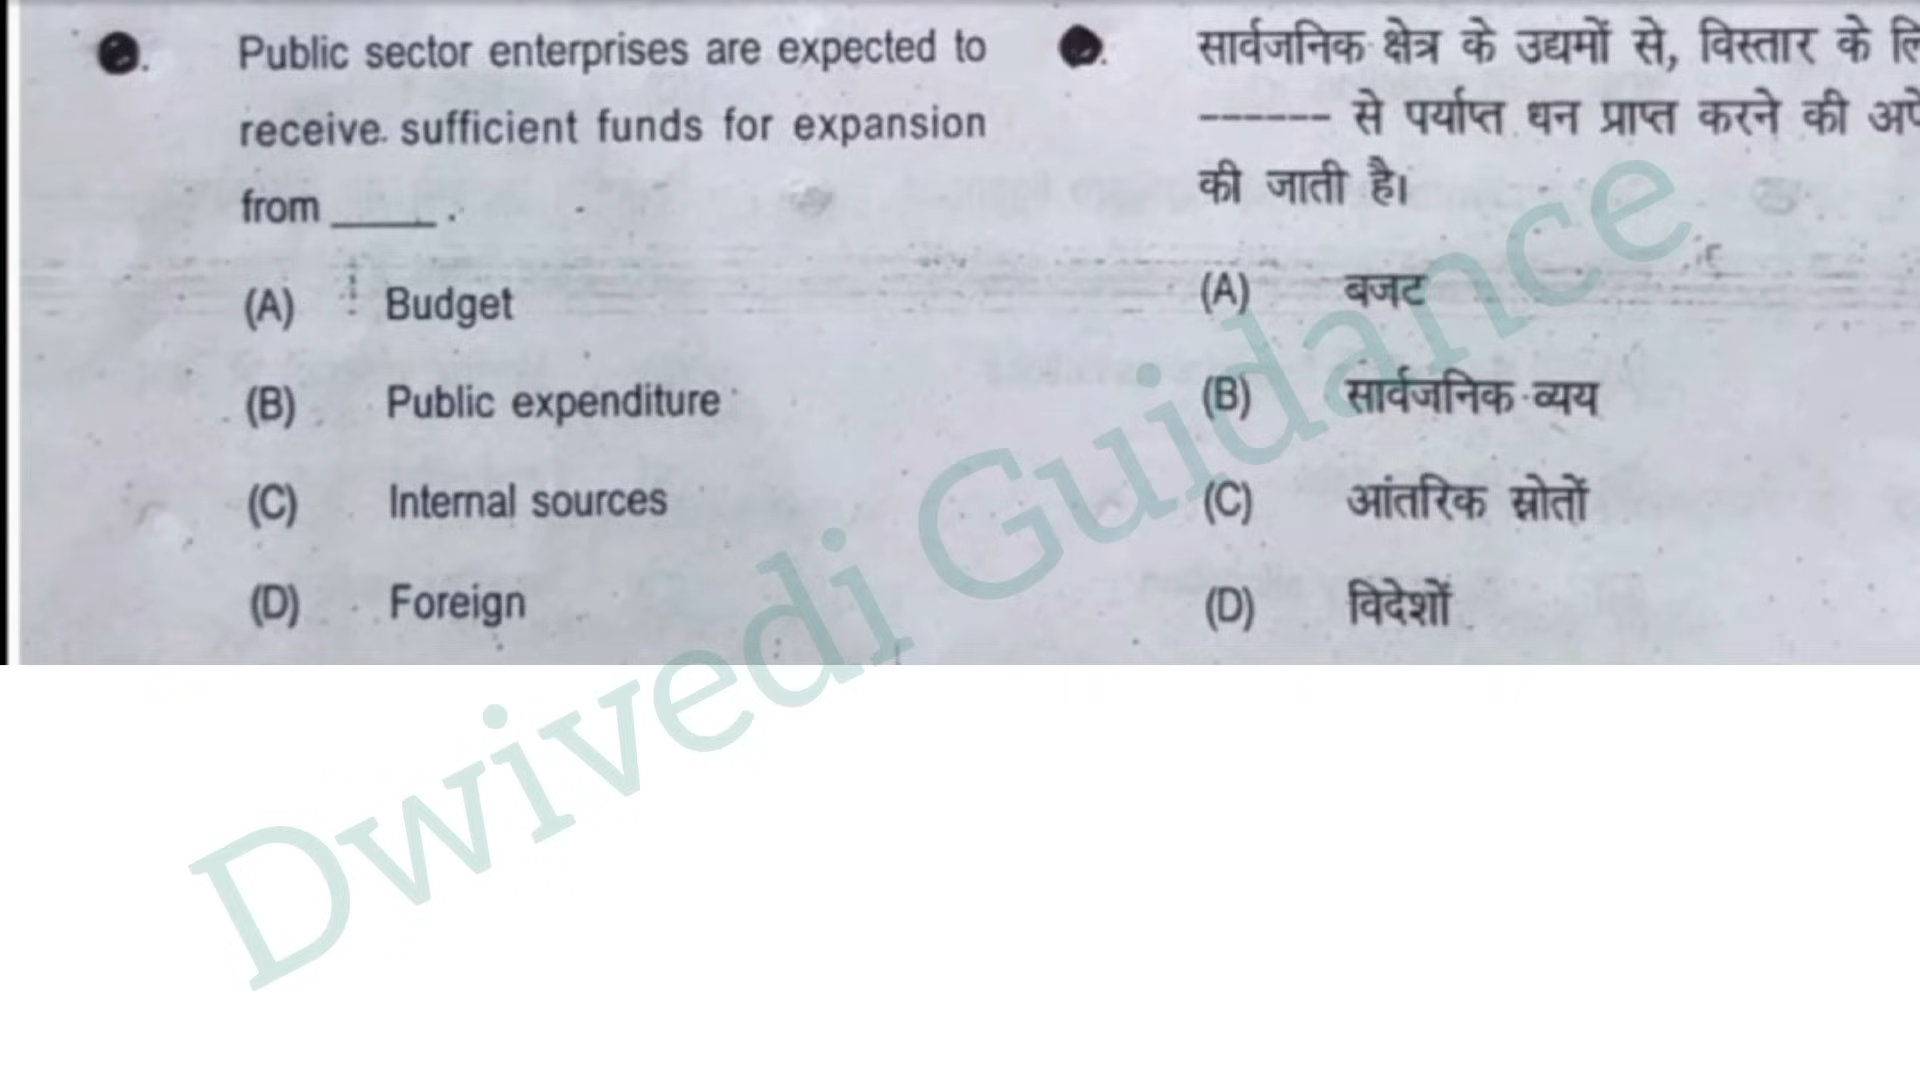 Public sector enterprises are expected to
receive sufficient funds for expansion
from _____.
(A) Budget
(B) Public expenditure
(C) Internal sources
(D) Foreign
सार्वजनिक क्षेत्र के उद्यमों से, विस्तार के
------ से पर्याप्त धन प्राप्त करने की
की जाती है।
(A) बजट
(B) सार्वजनिक व्यय
(C) आंतरिक स्रोतों
(D) विदेशों
Dwivedi Guidance